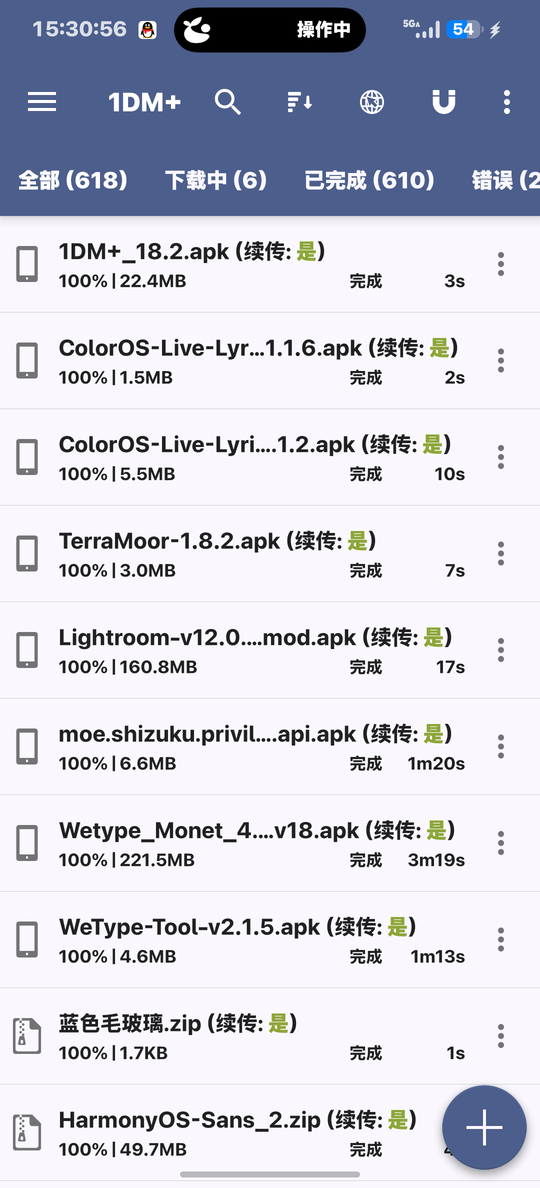 15:30:56
操作中
5GA
54
1DM+
全部 (618) 下载中 (6) 已完成 (610) 错误 (2
1DM+_18.2.apk (续传: 是)
100% | 22.4MB 完成 3s
ColorOS-Live-Lyr...1.1.6.apk (续传: 是)
100% | 1.5MB 完成 2s
ColorOS-Live-Lyri....1.2.apk (续传: 是)
100% | 5.5MB 完成 10s
TerraMoor-1.8.2.apk (续传: 是)
100% | 3.0MB 完成 7s
Lightroom-v12.0....mod.apk (续传: 是)
100% | 160.8MB 完成 17s
moe.shizuku.privil....api.apk (续传: 是)
100% | 6.6MB 完成 1m20s
Wetype_Monet_4....v18.apk (续传: 是)
100% | 221.5MB 完成 3m19s
WeType-Tool-v2.1.5.apk (续传: 是)
100% | 4.6MB 完成 1m13s
蓝色毛玻璃.zip (续传: 是)
100% | 1.7KB 完成 1s
HarmonyOS-Sans_2.zip (续传: 是)
100% | 49.7MB 完成